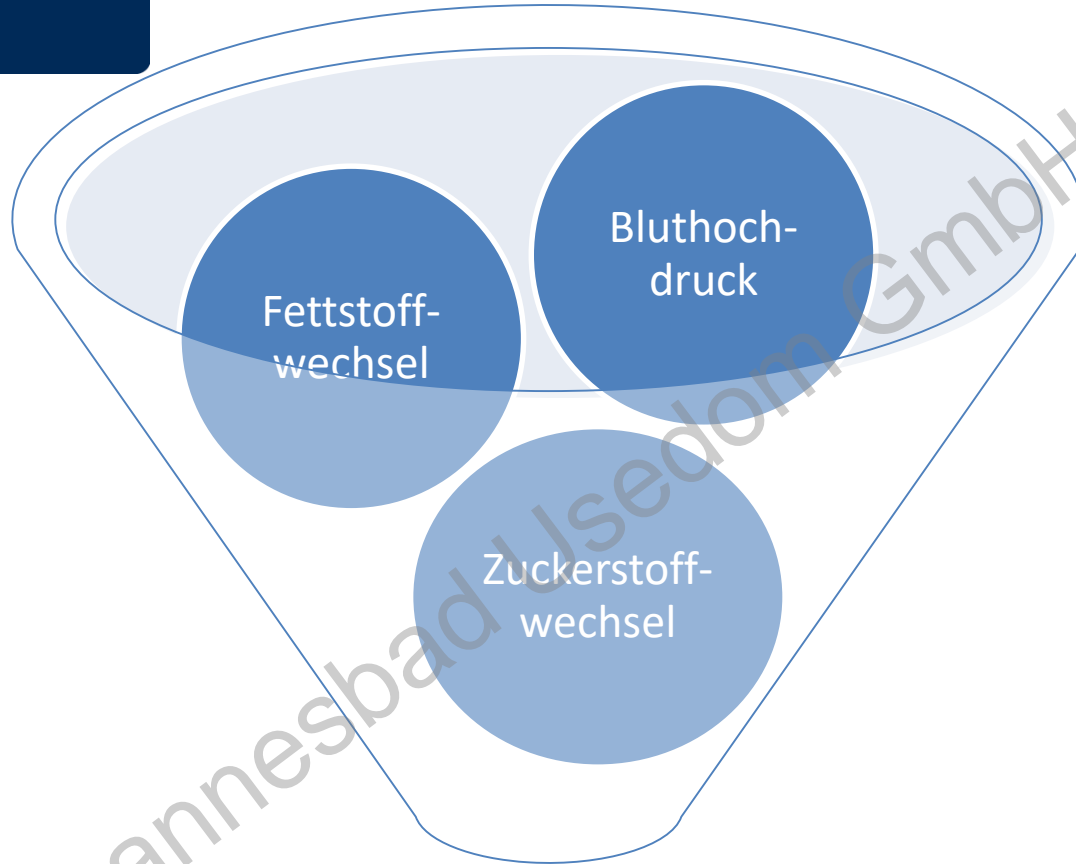 Bluthoch-
druck
Fettstoff-
wechsel
Zuckerstoff-
wechsel
annesbad Usedom GmbH